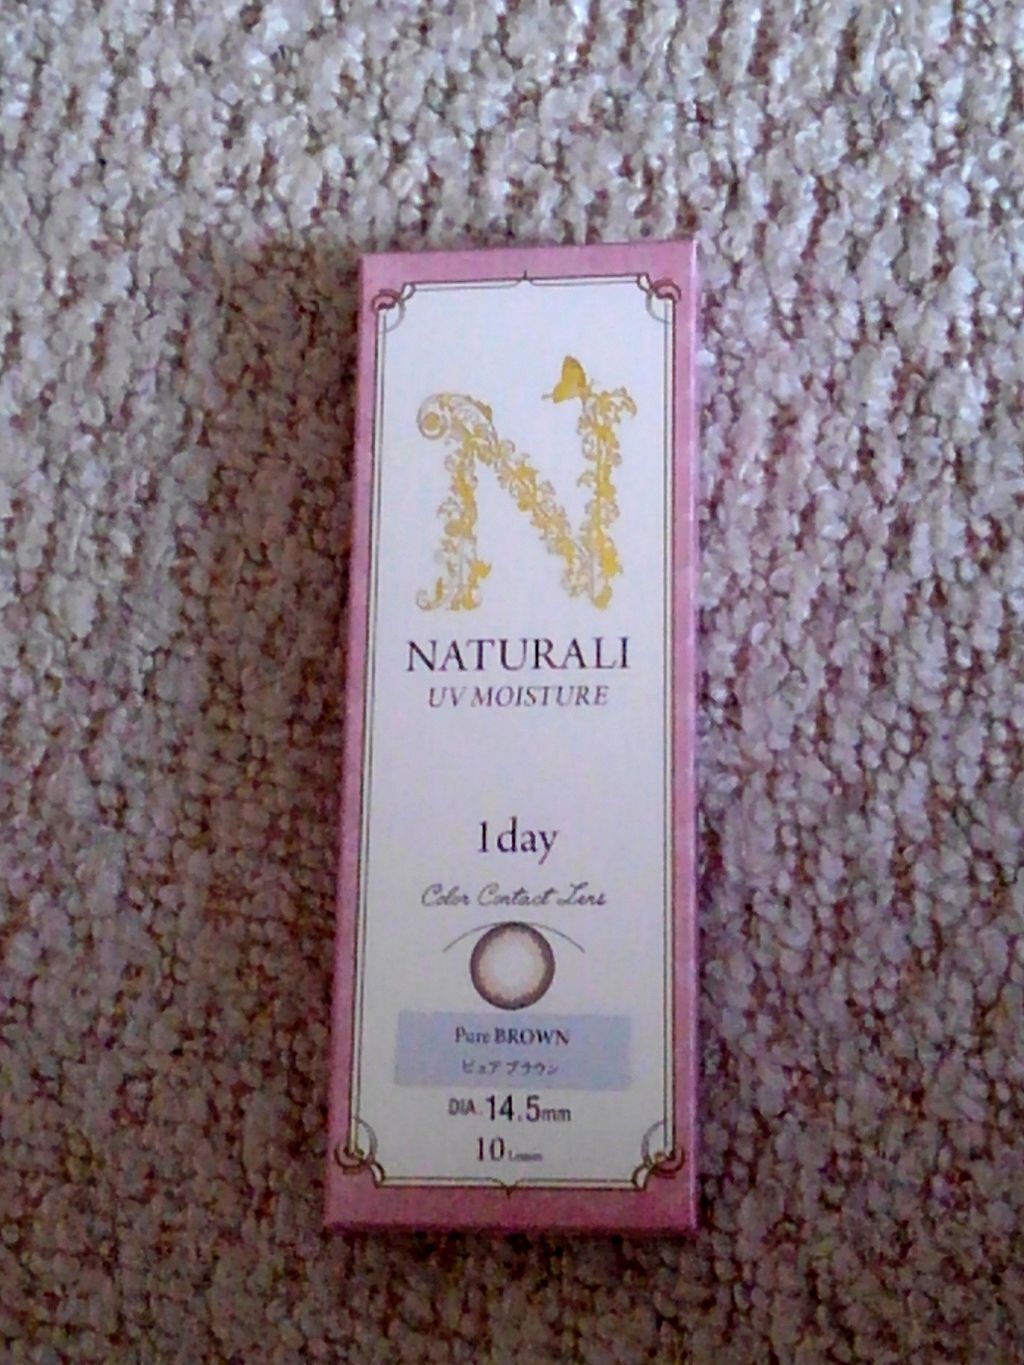 N
NATURALI
UV MOISTURE
1day
Color Contact Lens
Pure BROWN
ピュア ブラウン
DIA.14.5mm
10 Lenses